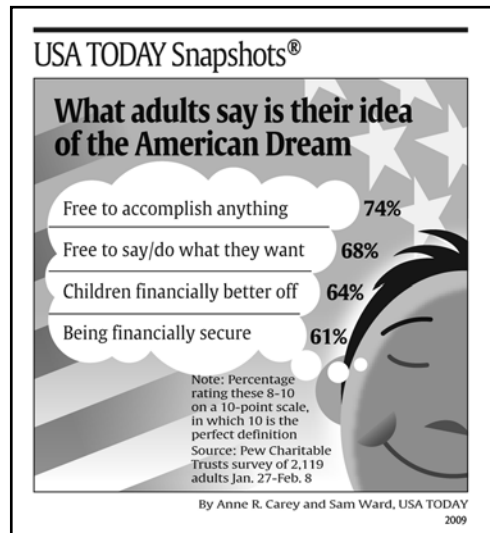 USA TODAY Snapshots®
What adults say is their idea
of the American Dream
Free to accomplish anything 74%
Free to say/do what they want 68%
Children financially better off 64%
Being financially secure 61%
Note: Percentage
rating these 8-10
on a 10-point scale,
in which 10 is the
perfect definition
Source: Pew Charitable
Trusts survey of 2,119
adults Jan. 27-Feb. 8
By Anne R. Carey and Sam Ward, USA TODAY
2009